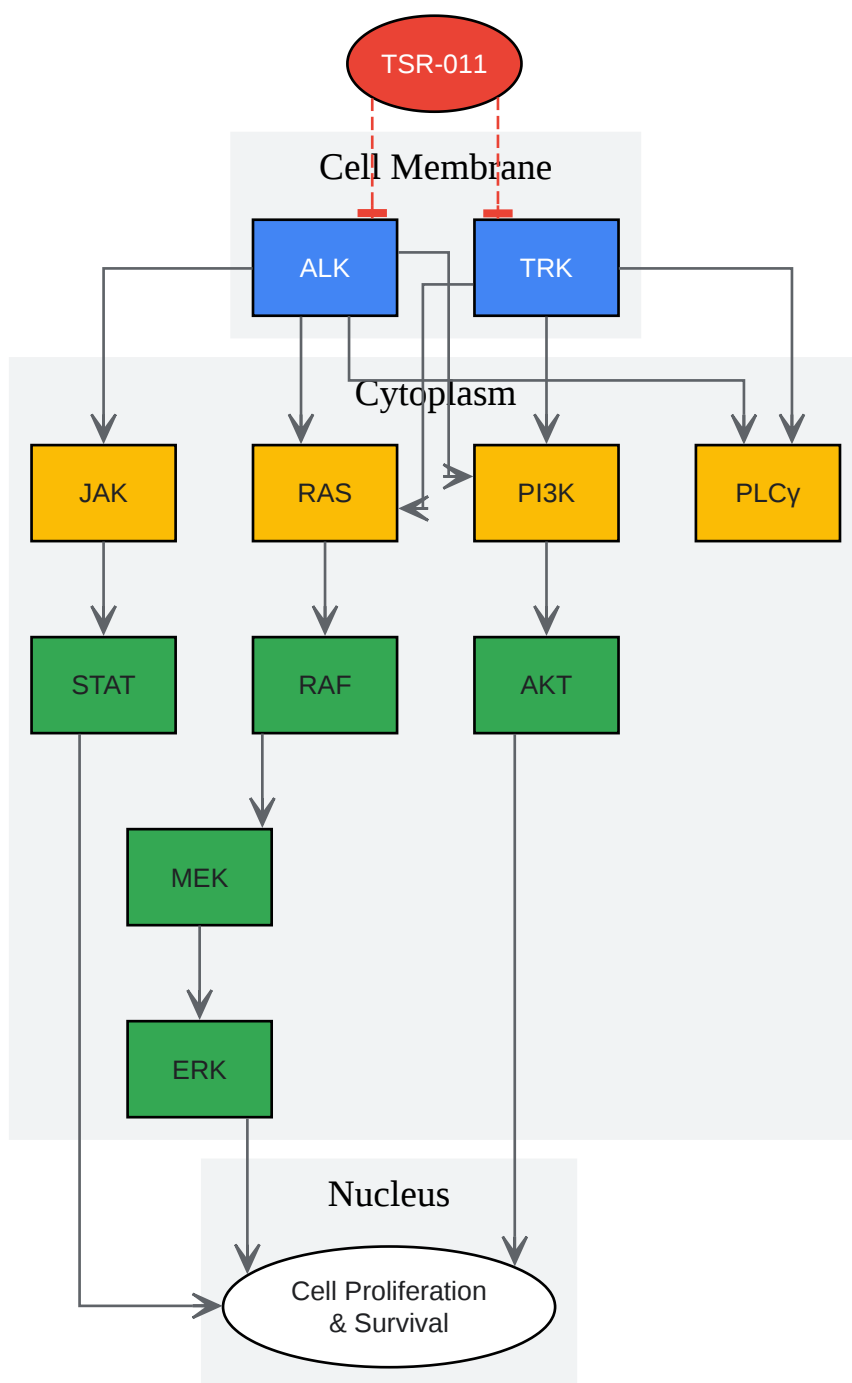 TSR-011
Cell Membrane
ALK
TRK
Cytoplasm
JAK
RAS
PI3K
PLCγ
STAT
RAF
AKT
MEK
ERK
Nucleus
Cell Proliferation
& Survival